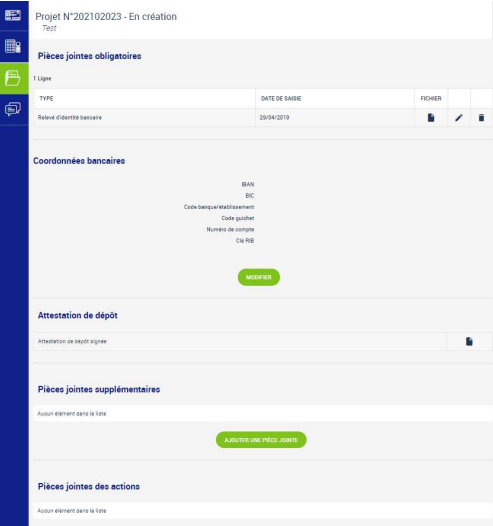 Projet N°202102023 - En création
Test
Pièces jointes obligatoires
1 Ligne
TYPE DATE DE SAISIE FICHIER
Relevé d'identité bancaire 29/04/2019
Coordonnées bancaires
IBAN
BIC
Code banque/établissement
Code guichet
Numéro de compte
Clé RIB
MODIFIER
Attestation de dépôt
Attestation de dépôt signée
Pièces jointes supplémentaires
Aucun élément dans la liste
AJOUTER UNE PIÈCE JOINTE
Pièces jointes des actions
Aucun élément dans la liste